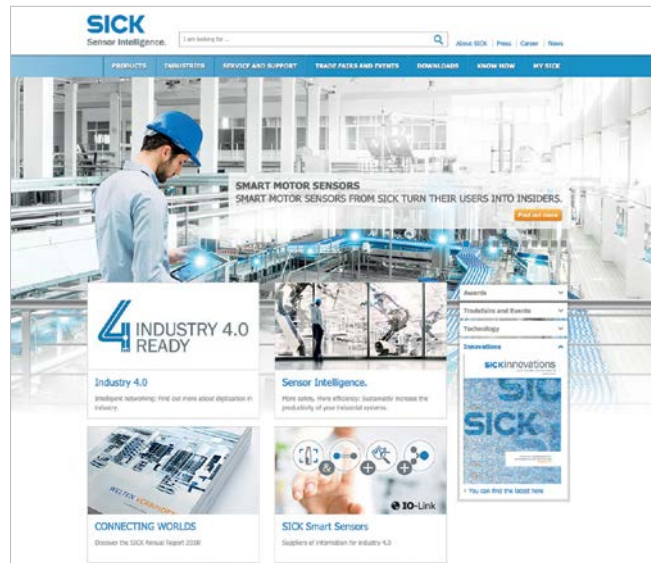 SICK
Sensor Intelligence.
I am looking for ...
About SICK | Press | Career | News
PRODUCTS INDUSTRIES SERVICE AND SUPPORT TRADE FAIRS AND EVENTS DOWNLOADS KNOW HOW MY SICK
SMART MOTOR SENSORS
SMART MOTOR SENSORS FROM SICK TURN THEIR USERS INTO INSIDERS.
Find out more
4 INDUSTRY 4.0
READY
Industry 4.0
Intelligent networking: Find out more about digitization in
industry.
Sensor Intelligence.
More safety. More efficiency: Sustainably increase the
productivity of your industrial systems.
Awards
Tradefairs and Events
Technology
Innovations
SICKinnovations
SIC
SICK
› You can find the latest here
WELTEN VERKNÜPFEN
CONNECTING WORLDS
Discover the SICK Annual Report 2016!
& + +
IO-Link
SICK Smart Sensors
Suppliers of information for Industry 4.0